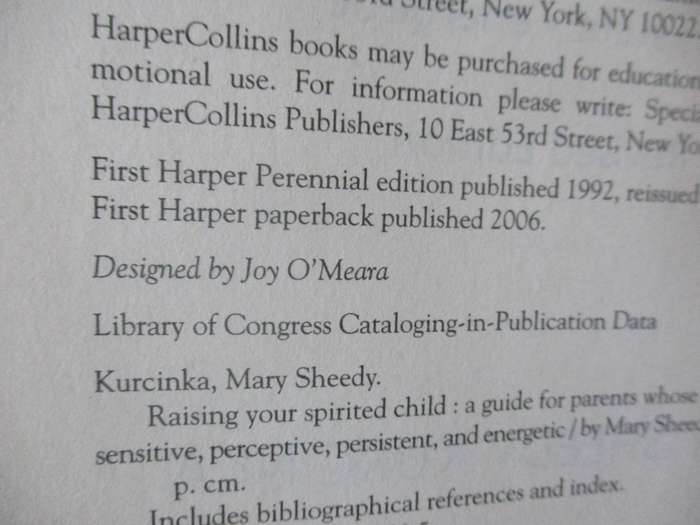 Street, New York, NY 10022.
HarperCollins books may be purchased for education
motional use. For information please write: Specia
HarperCollins Publishers, 10 East 53rd Street, New Yo
First Harper Perennial edition published 1992, reissued
First Harper paperback published 2006.
Designed by Joy O'Meara
Library of Congress Cataloging-in-Publication Data
Kurcinka, Mary Sheedy.
Raising your spirited child : a guide for parents whose
sensitive, perceptive, persistent, and energetic / by Mary Sheed
p. cm.
Includes bibliographical references and index.